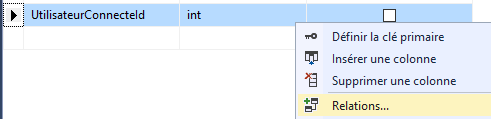 UtilisateurConnecteId int
Définir la clé primaire
Insérer une colonne
Supprimer une colonne
Relations...